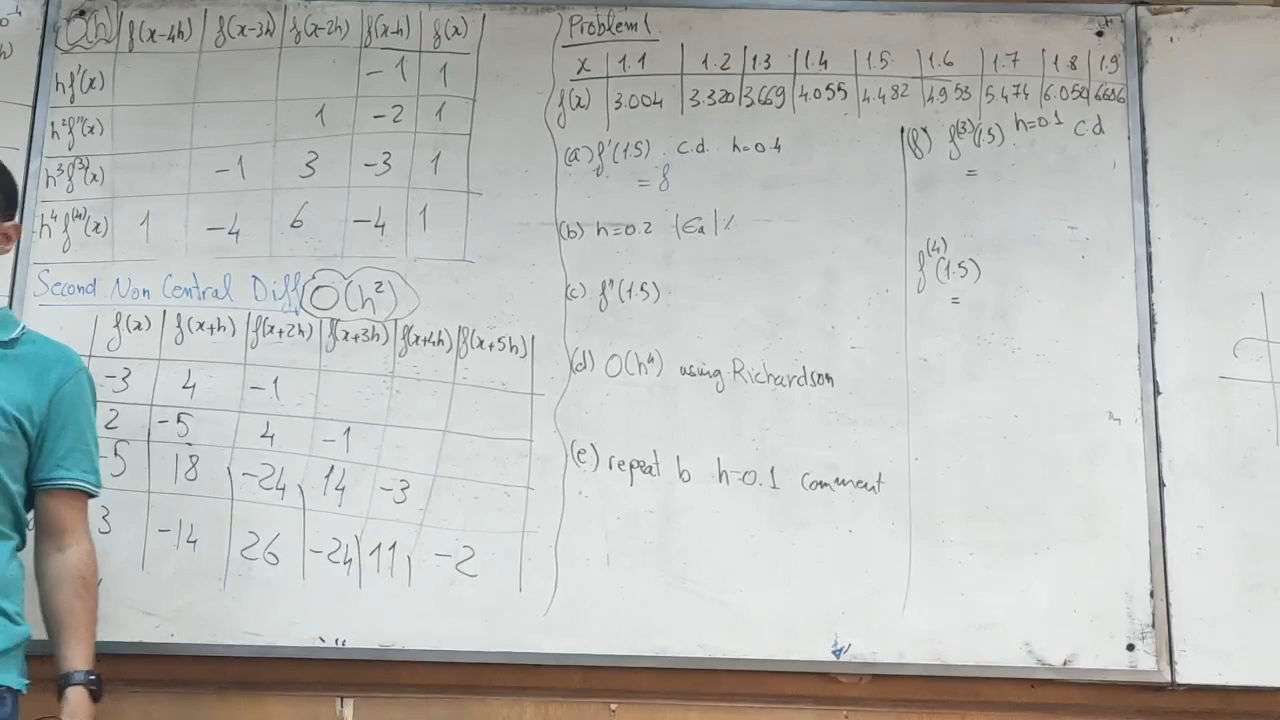 O(h) f(x-4h) f(x-3h) f(x-2h) f(x-h) f(x)
hf'(x) -1 1
h²f''(x) 1 -2 1
h³f⁽³⁾(x) -1 3 -3 1
h⁴f⁽⁴⁾(x) 1 -4 6 -4 1
Second Non Central Diff O(h²)
f(x) f(x+h) f(x+2h) f(x+3h) f(x+4h) f(x+5h)
-3 4 -1
2 -5 4 -1
-5 18 -24 14 -3
3 -14 26 -24 11 -2
Problem 1
x 1.1 1.2 1.3 1.4 1.5 1.6 1.7 1.8 1.9
f(x) 3.004 3.320 3.669 4.055 4.482 4.953 5.474 6.050
(a) f'(1.5) c.d. h=0.4
= f
(b) h=0.2 |εa| %
(c) f''(1.5)
(d) O(h⁴) using Richardson
(e) repeat b h=0.1 comment
(f) f⁽³⁾(1.5) h=0.1 c.d
=
f⁽⁴⁾(1.5)
=